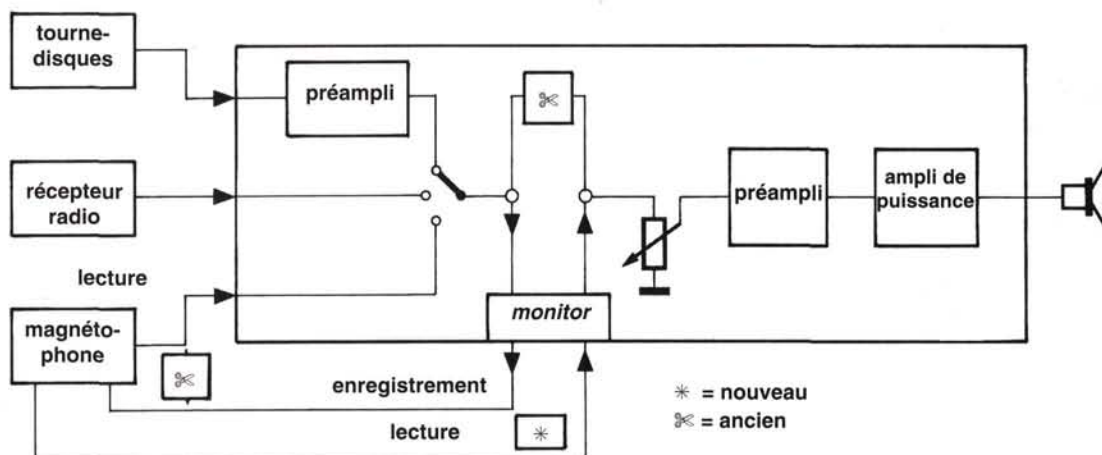 tourne-
disques
préampli
récepteur
radio
lecture
magnéto-
phone
préampli
ampli de
puissance
monitor
enregistrement
lecture
✳ = nouveau
✄ = ancien